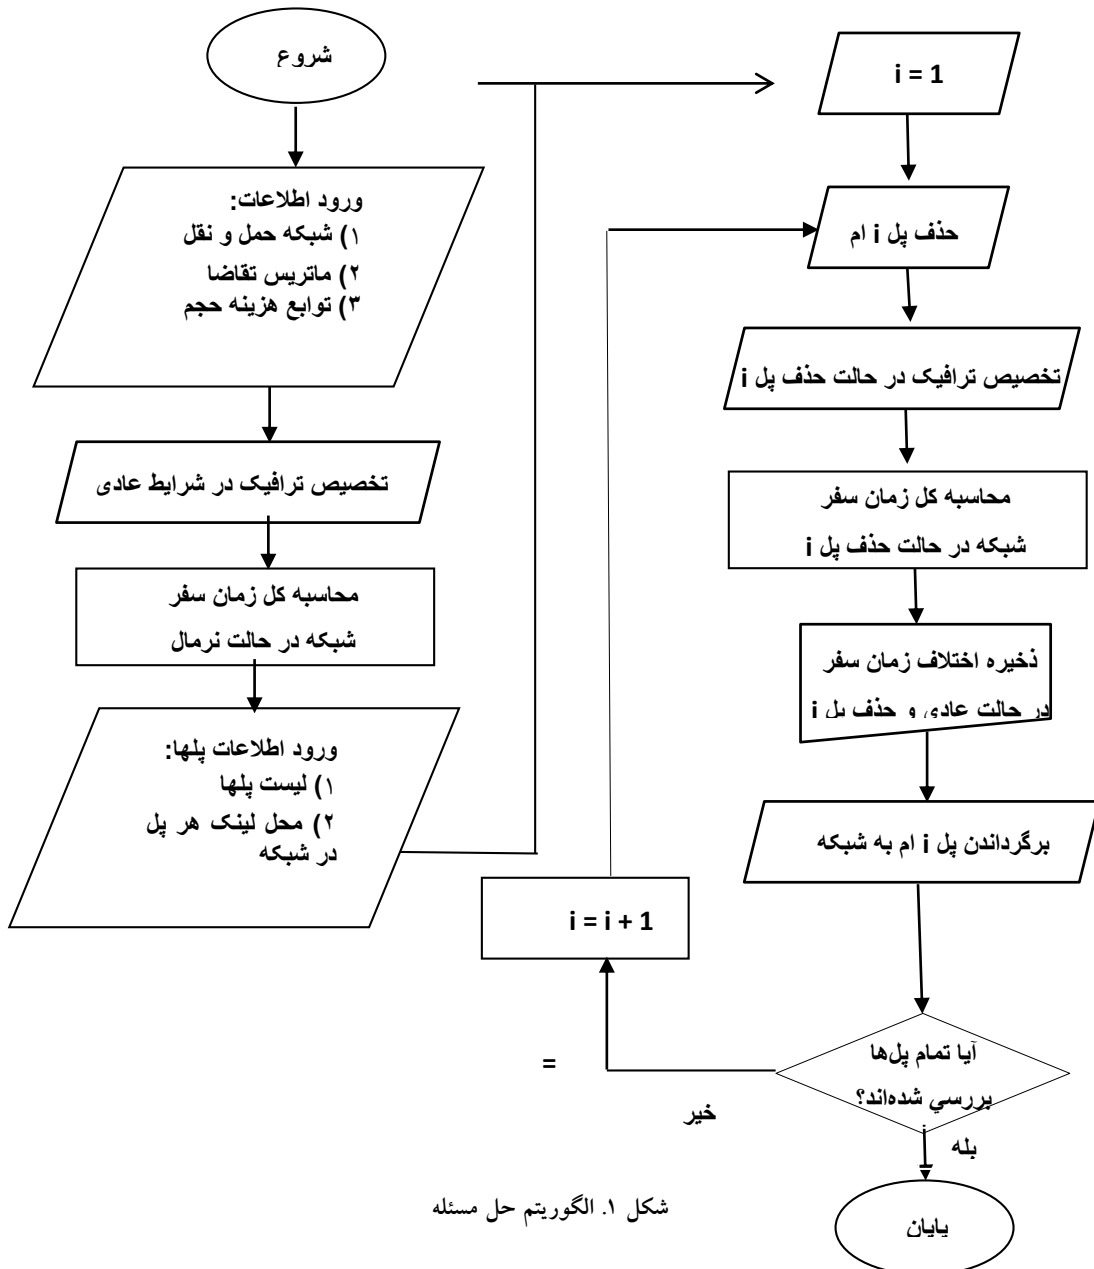 شروع
ورود اطلاعات:
۱) شبکه حمل و نقل
۲) ماتریس تقاضا
۳) توابع هزینه حجم
تخصیص ترافیک در شرایط عادی
محاسبه کل زمان سفر
شبکه در حالت نرمال
ورود اطلاعات پلها:
۱) لیست پلها
۲) محل لینک هر پل
در شبکه
i = 1
حذف پل i ام
تخصیص ترافیک در حالت حذف پل i
محاسبه کل زمان سفر
شبکه در حالت حذف پل i
ذخیره اختلاف زمان سفر
در حالت عادی و حذف پل i
برگرداندن پل i ام به شبکه
i = i + 1
آیا تمام پل‌ها
بررسي شده‌اند؟
=
خیر
بله
پایان
شکل ۱. الگوریتم حل مسئله